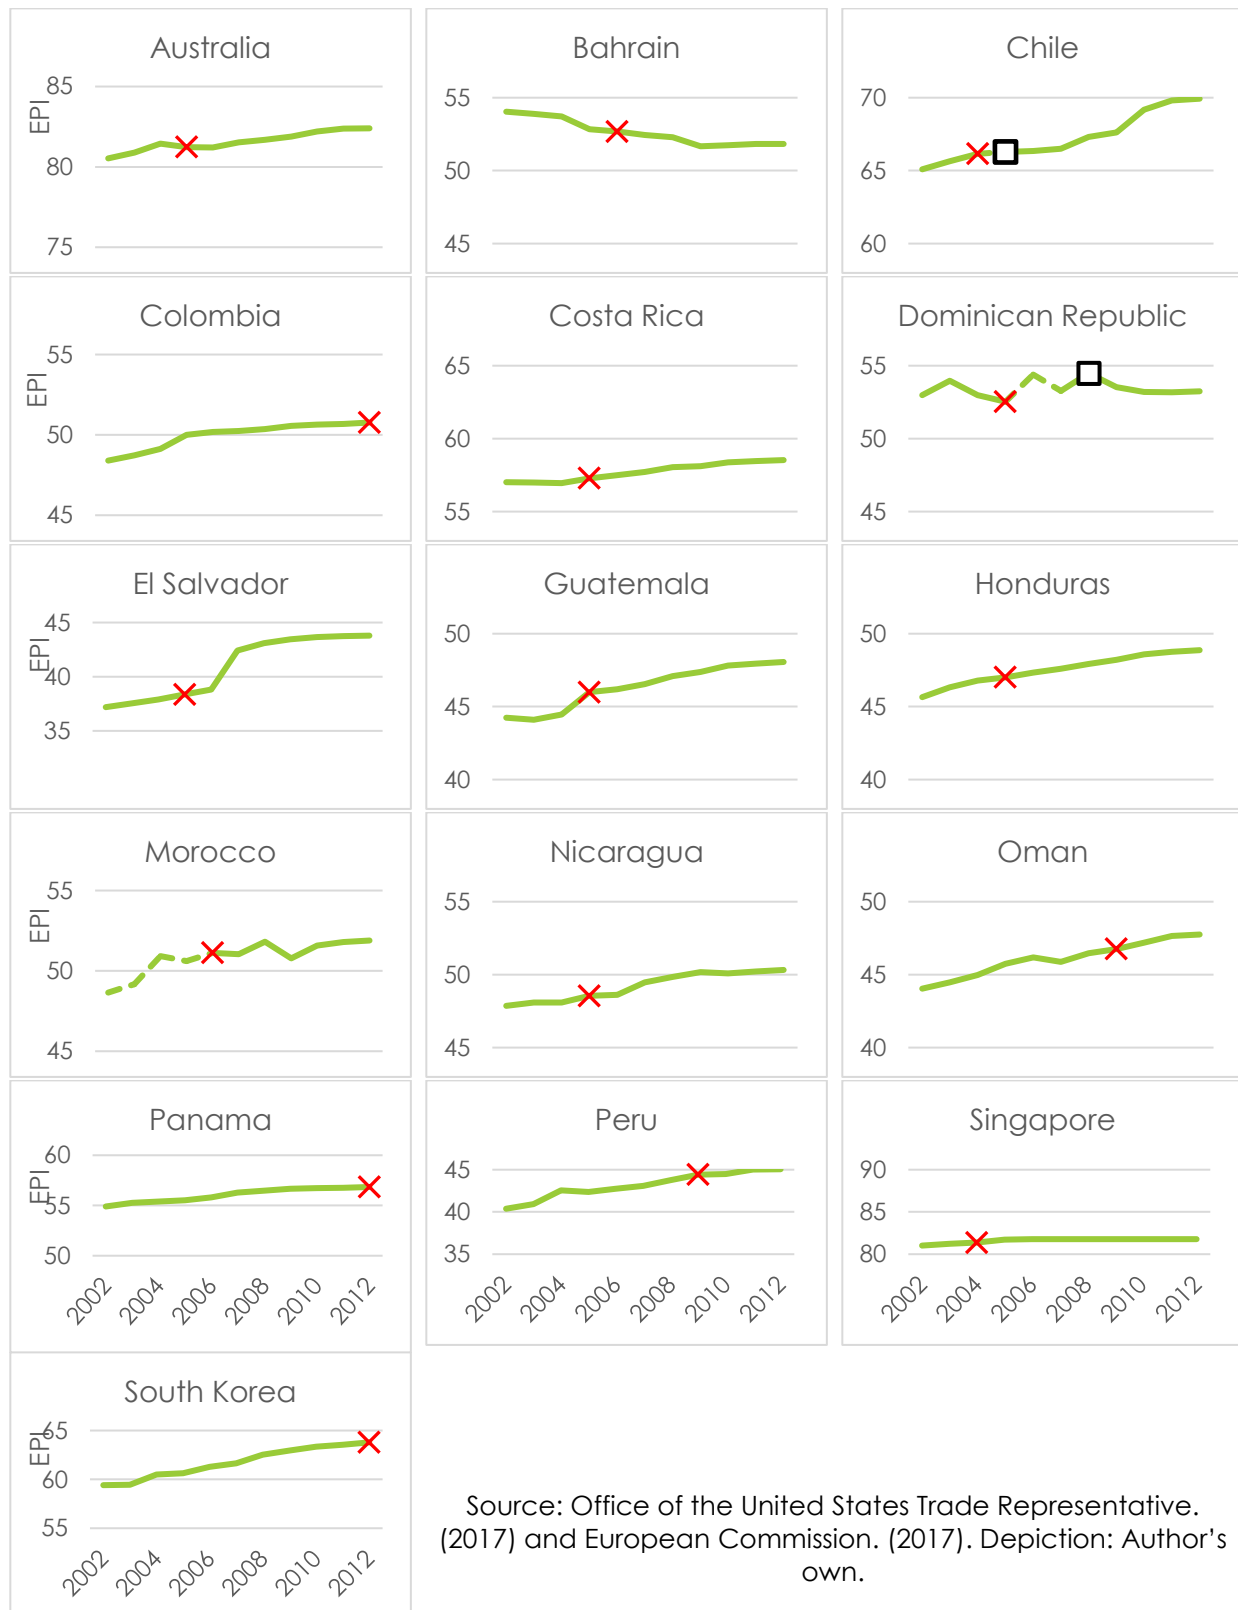 Australia
EPI
85
80
75
Bahrain
55
50
45
Chile
70
65
60
Colombia
EPI
55
50
45
Costa Rica
65
60
55
Dominican Republic
55
50
45
El Salvador
EPI
45
40
35
Guatemala
50
45
40
Honduras
50
45
40
Morocco
EPI
55
50
45
Nicaragua
55
50
45
Oman
50
45
40
Panama
EPI
60
55
50
2002 2004 2006 2008 2010 2012
Peru
45
40
35
2002 2004 2006 2008 2010 2012
Singapore
90
85
80
2002 2004 2006 2008 2010 2012
South Korea
EPI
65
60
55
2002 2004 2006 2008 2010 2012
Source: Office of the United States Trade Representative.
(2017) and European Commission. (2017). Depiction: Author’s
own.